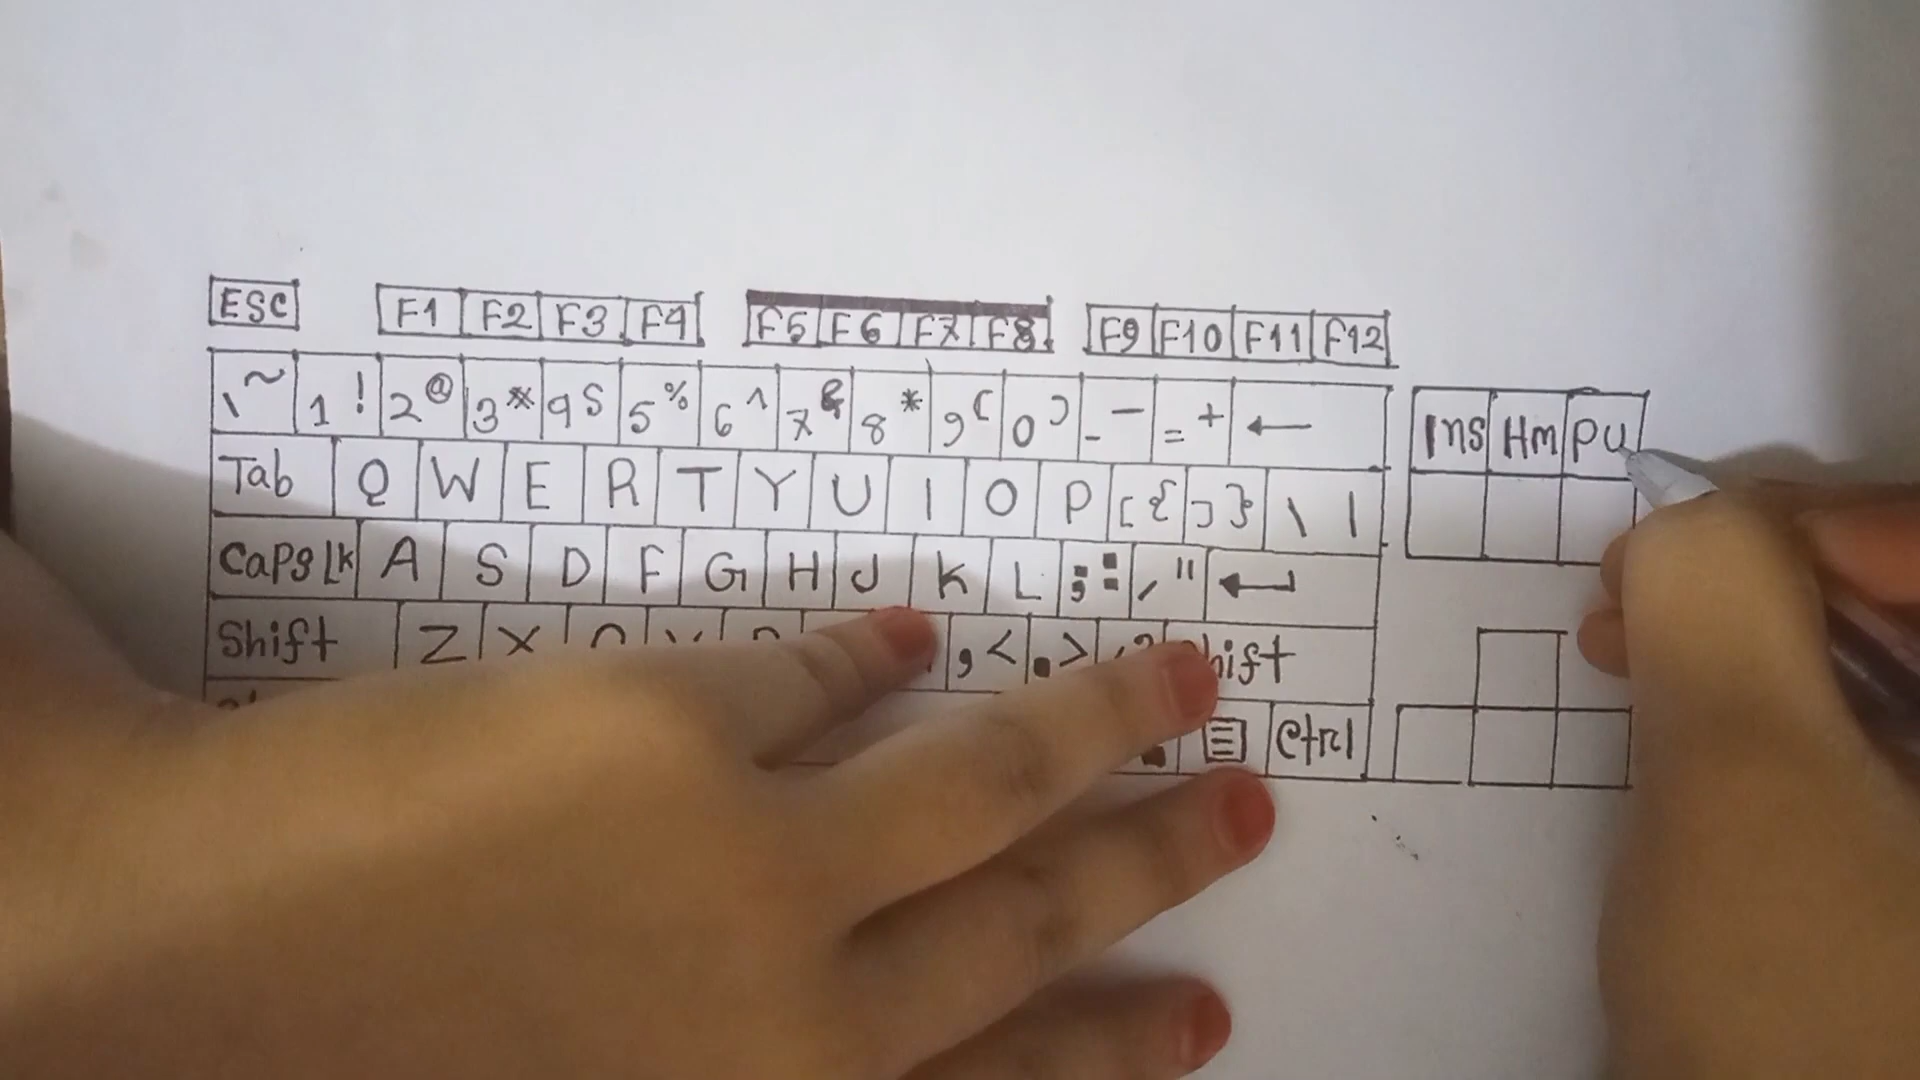 ESC F1 F2 F3 F4 F5 F6 F7 F8 F9 F10 F11 F12
\ ~ 1 ! 2 @ 3 * 4 S 5 % 6 ^ 7 & 8 * 9 ( 0 ) - — = + ← Ins Hm PU
Tab Q W E R T Y U I O P [ { ] } \ |
Caps lk A S D F G H J K L ; : , " ↵
Shift Z X , < . > Shift
Ctrl